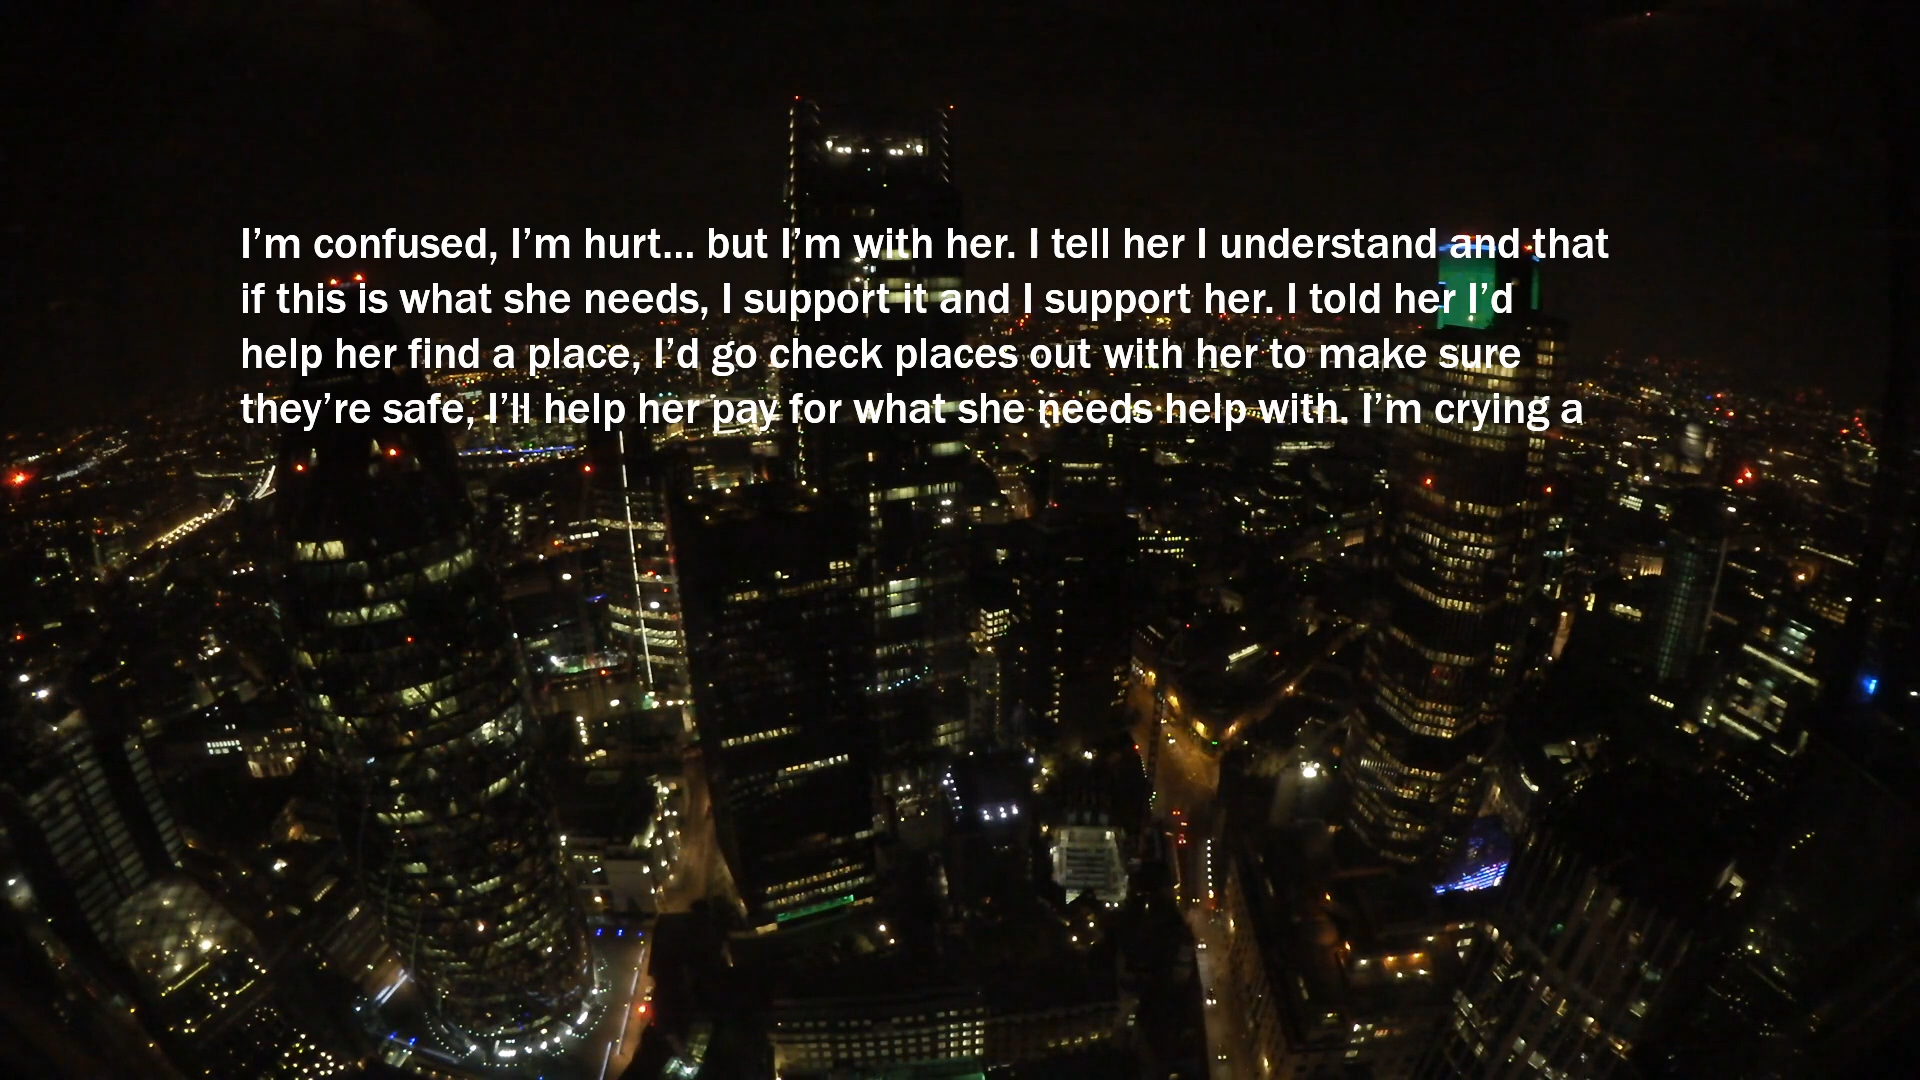 I’m confused, I’m hurt... but I’m with her. I tell her I understand and that
if this is what she needs, I support it and I support her. I told her I’d
help her find a place, I’d go check places out with her to make sure
they’re safe, I’ll help her pay for what she needs help with. I’m crying a